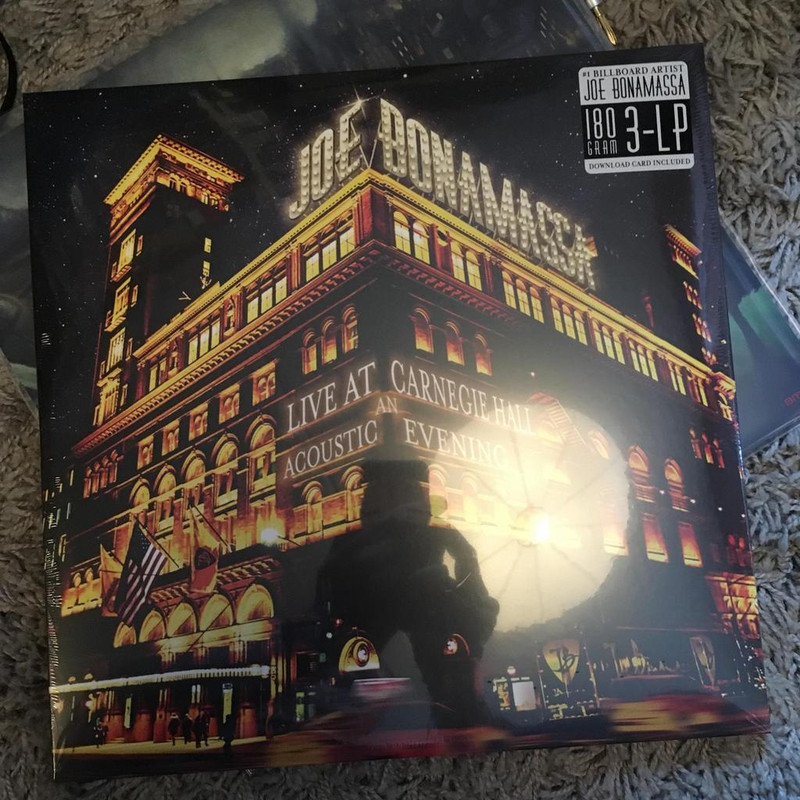 #1 BILLBOARD ARTIST
JOE BONAMASSA
180
GRAM
3-LP
DOWNLOAD CARD INCLUDED
JOE BONAMASSA
LIVE AT CARNEGIE HALL
AN
ACOUSTIC EVENING
JB